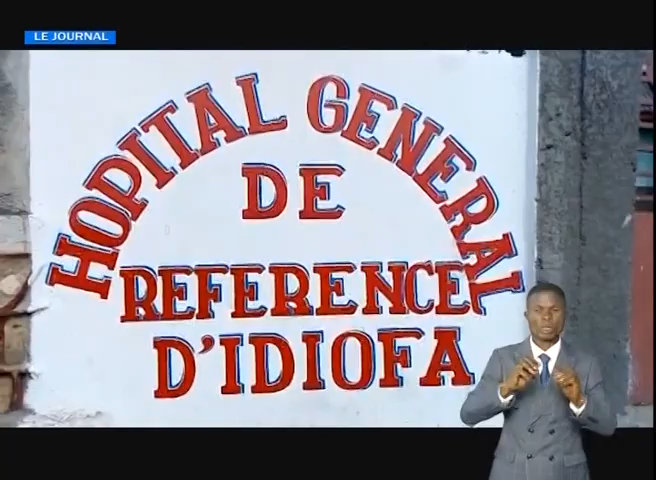 LE JOURNAL
HOPITAL GENERAL
DE
REFERENCE
D'IDIOFA